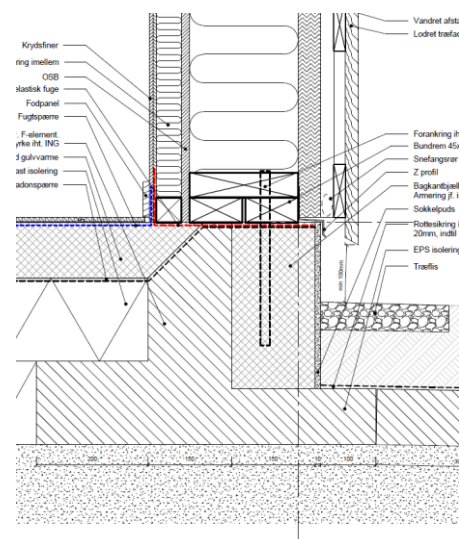 Krydsfiner
ring imellem
OSB
elastisk fuge
Fodpanel
Fugtspærre
r. F-element.
yrke iht. ING
d gulvvarme
ast isolering
adonspærre
Vandret afsta
Lodret træfac
Forankring ih
Bundrem 45x
Snefangsrør
Z profil
Bagkantbjæll
Armering jf. i
Sokkelpuds
Rottesikring i
20mm, indtil
EPS isolering
Træflis
min 100mm
200
150
150
10
100